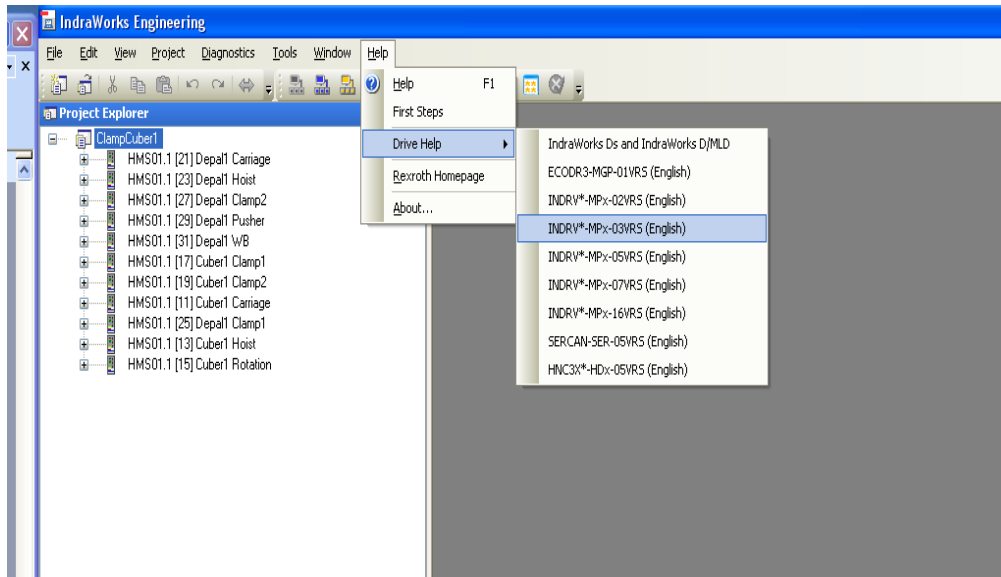 IndraWorks Engineering
File Edit View Project Diagnostics Tools Window Help
Project Explorer
ClampCuber1
HMS01.1 [21] Depal1 Carriage
HMS01.1 [23] Depal1 Hoist
HMS01.1 [27] Depal1 Clamp2
HMS01.1 [29] Depal1 Pusher
HMS01.1 [31] Depal1 WB
HMS01.1 [17] Cuber1 Clamp1
HMS01.1 [19] Cuber1 Clamp2
HMS01.1 [11] Cuber1 Carriage
HMS01.1 [25] Depal1 Clamp1
HMS01.1 [13] Cuber1 Hoist
HMS01.1 [15] Cuber1 Rotation
Help F1
First Steps
Drive Help
Rexroth Homepage
About...
IndraWorks Ds and IndraWorks D/MLD
ECODR3-MGP-01VRS (English)
INDRV*-MPx-02VRS (English)
INDRV*-MPx-03VRS (English)
INDRV*-MPx-05VRS (English)
INDRV*-MPx-07VRS (English)
INDRV*-MPx-16VRS (English)
SERCAN-SER-05VRS (English)
HNC3X*-HDx-05VRS (English)